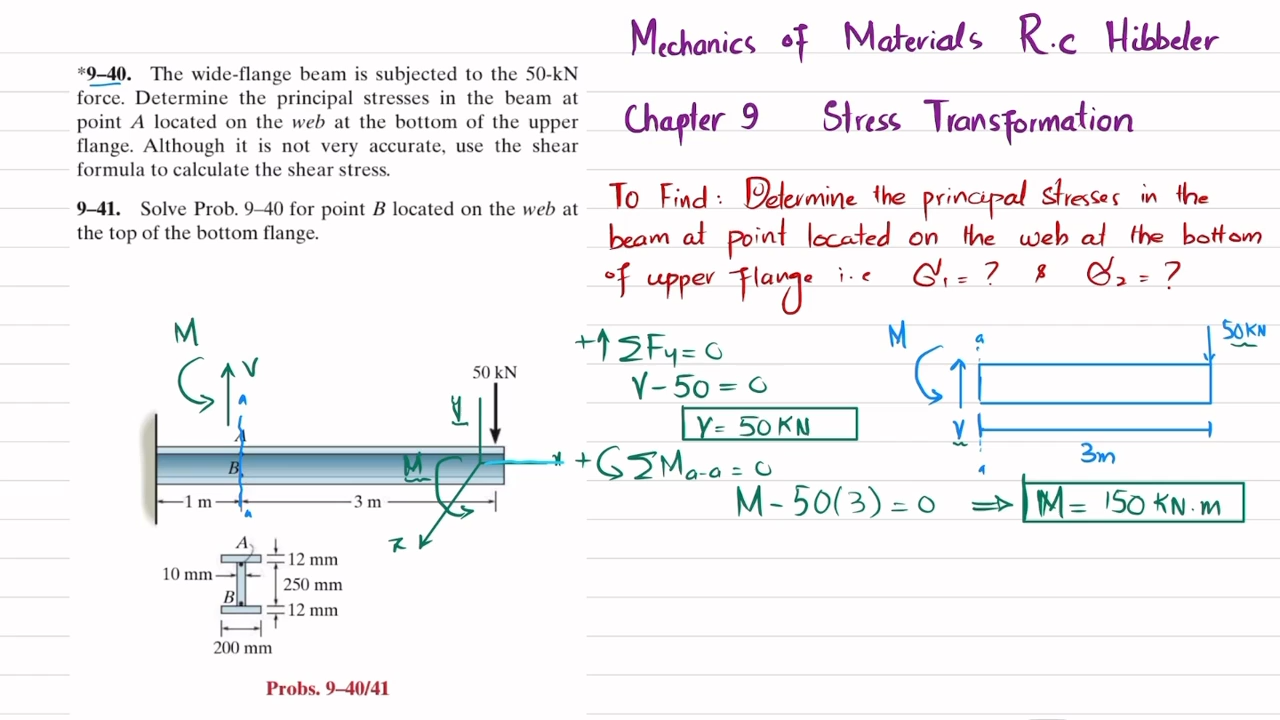 Mechanics of Materials R.c Hibbeler
*9–40. The wide-flange beam is subjected to the 50-kN
force. Determine the principal stresses in the beam at
point A located on the web at the bottom of the upper
flange. Although it is not very accurate, use the shear
formula to calculate the shear stress.
9–41. Solve Prob. 9–40 for point B located on the web at
the top of the bottom flange.
Chapter 9 Stress Transformation
To Find: Determine the principal stresses in the
beam at point located on the web at the bottom
of upper flange i.e σ1 = ? & σ2 = ?
M
V
a
A
B
a
50 kN
y
x
M
z
1 m
3 m
A
12 mm
10 mm
250 mm
B
12 mm
200 mm
Probs. 9–40/41
+↑ ΣFy = 0
V - 50 = 0
V = 50 KN
+ ΣMa-a = 0
M - 50(3) = 0 ⇒ M = 150 KN.m
M
a
50KN
V
3m
a